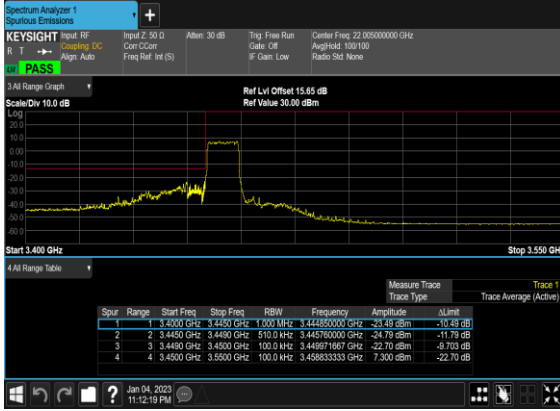 Spectrum Analyzer 1
Spurious Emissions
KEYSIGHT Input: RF Input Z: 50 Ω Atten: 30 dB Trig: Free Run Center Freq: 22.005000000 GHz
R T Coupling: DC Corr CCorr Gate: Off Avg|Hold: 100/100
Align: Auto Freq Ref: Int (S) IF Gain: Low Radio Std: None
PASS
3 All Range Graph
Ref Lvl Offset 15.65 dB
Scale/Div 10.0 dB Ref Value 30.00 dBm
Log
20.0
10.0
0.00
-10.0
-20.0
-30.0
-40.0
-50.0
-60.0
Start 3.400 GHz Stop 3.550 GH
4 All Range Table
Measure Trace Trace 1
Trace Type Trace Average (Active)
Spur Range Start Freq Stop Freq RBW Frequency Amplitude ΔLimit
1 1 3.4000 GHz 3.4450 GHz 1.000 MHz 3.444850000 GHz -23.49 dBm -10.49 dB
2 2 3.4450 GHz 3.4490 GHz 510.0 kHz 3.445760000 GHz -24.79 dBm -11.79 dB
3 3 3.4490 GHz 3.4500 GHz 100.0 kHz 3.449971667 GHz -22.70 dBm -9.703 dB
4 4 3.4500 GHz 3.5500 GHz 100.0 kHz 3.458833333 GHz 7.300 dBm -22.70 dB
Jan 04, 2023
11:12:19 PM